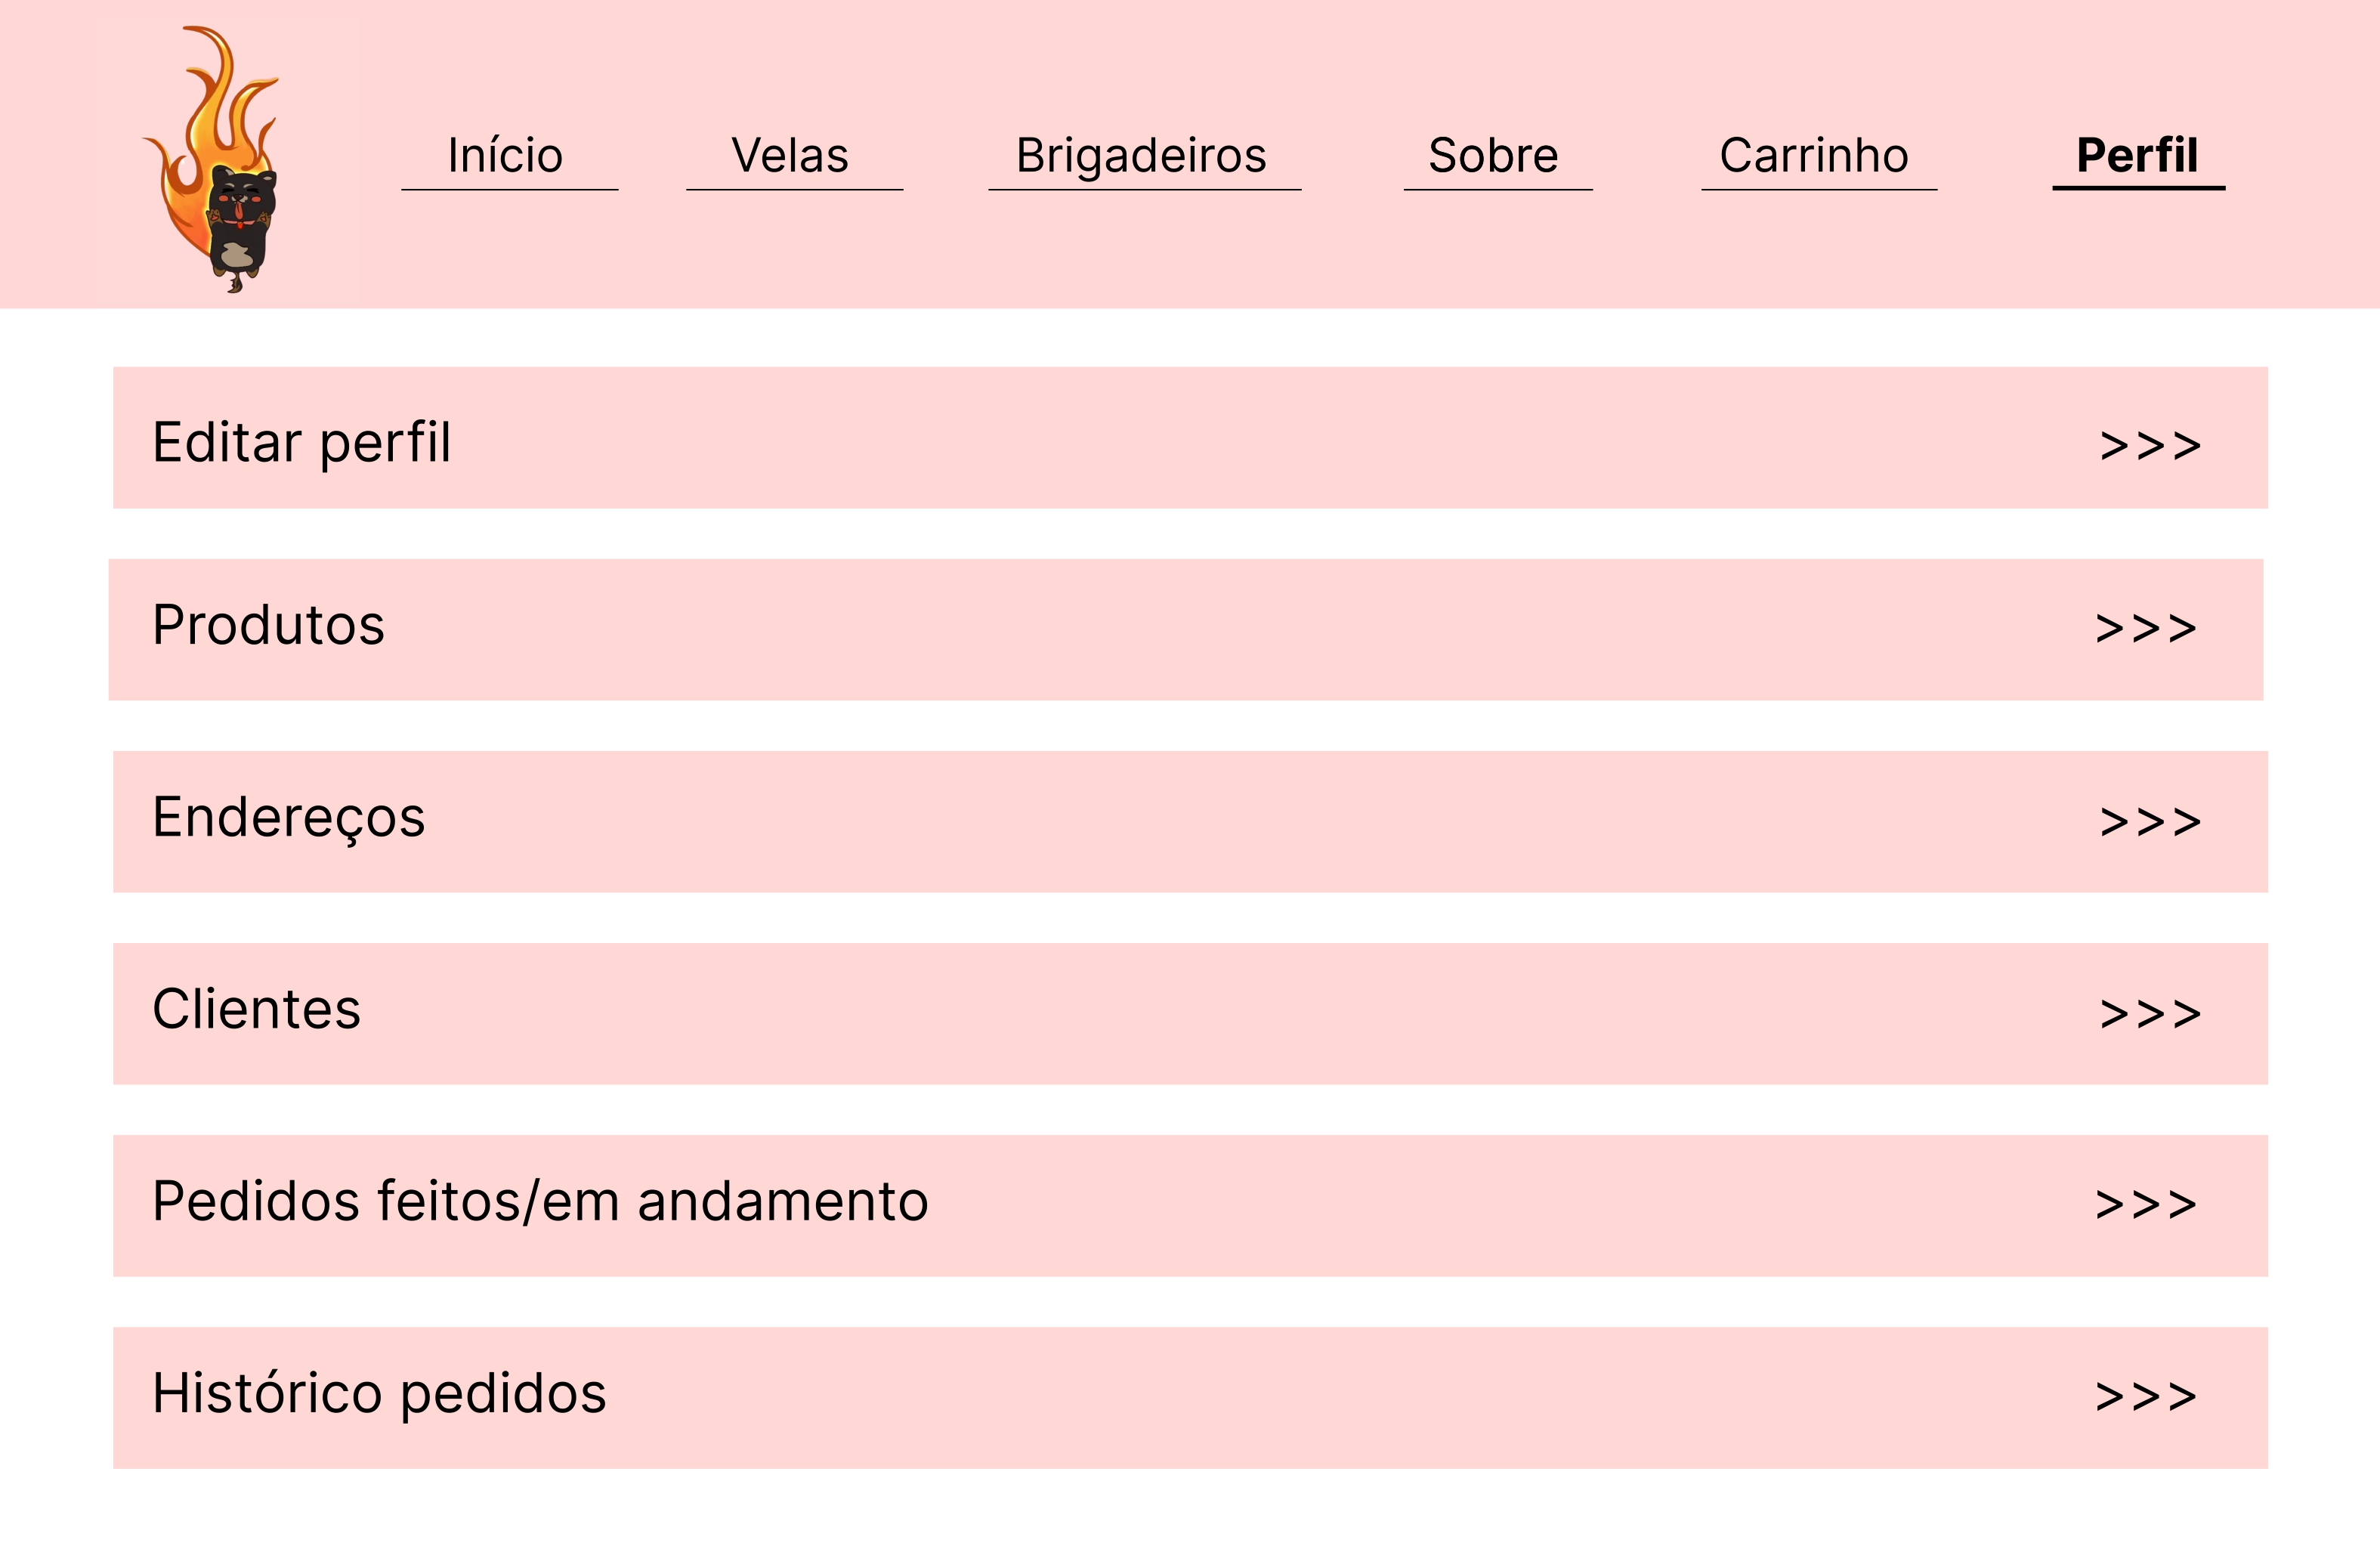 Início Velas Brigadeiros Sobre Carrinho Perfil
Editar perfil >>>
Produtos >>>
Endereços >>>
Clientes >>>
Pedidos feitos/em andamento >>>
Histórico pedidos >>>